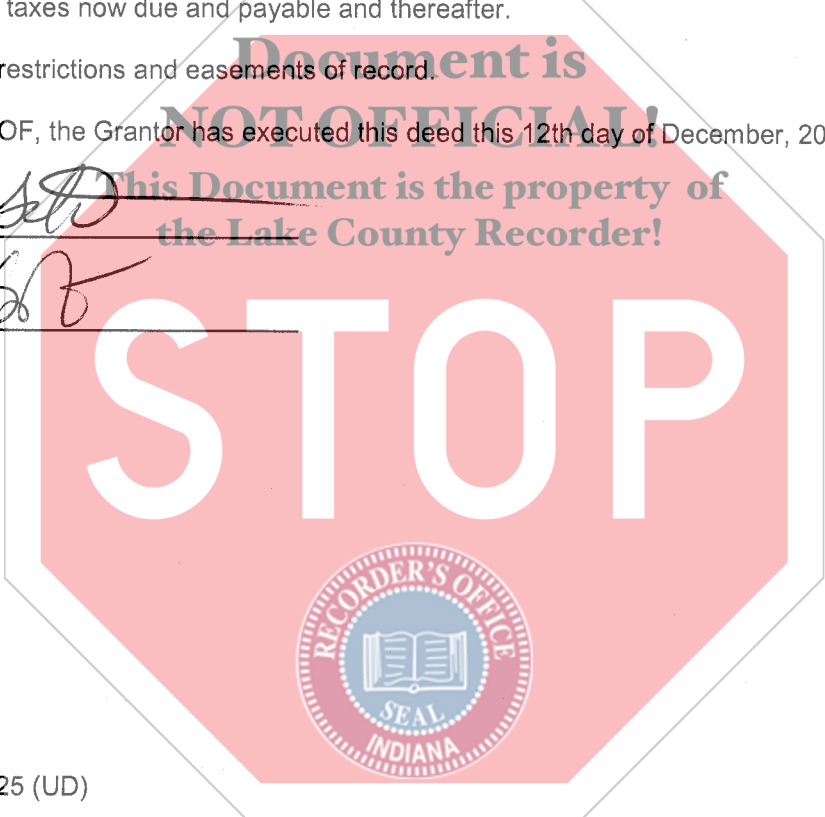 taxes now due and payable and thereafter.
Document is
restrictions and easements of record.
NOT OFFICIAL!
OF, the Grantor has executed this deed this 12th day of December, 20
This Document is the property of
the Lake County Recorder!
STOP
RECORDER'S OFFICE
SEAL
INDIANA
25 (UD)